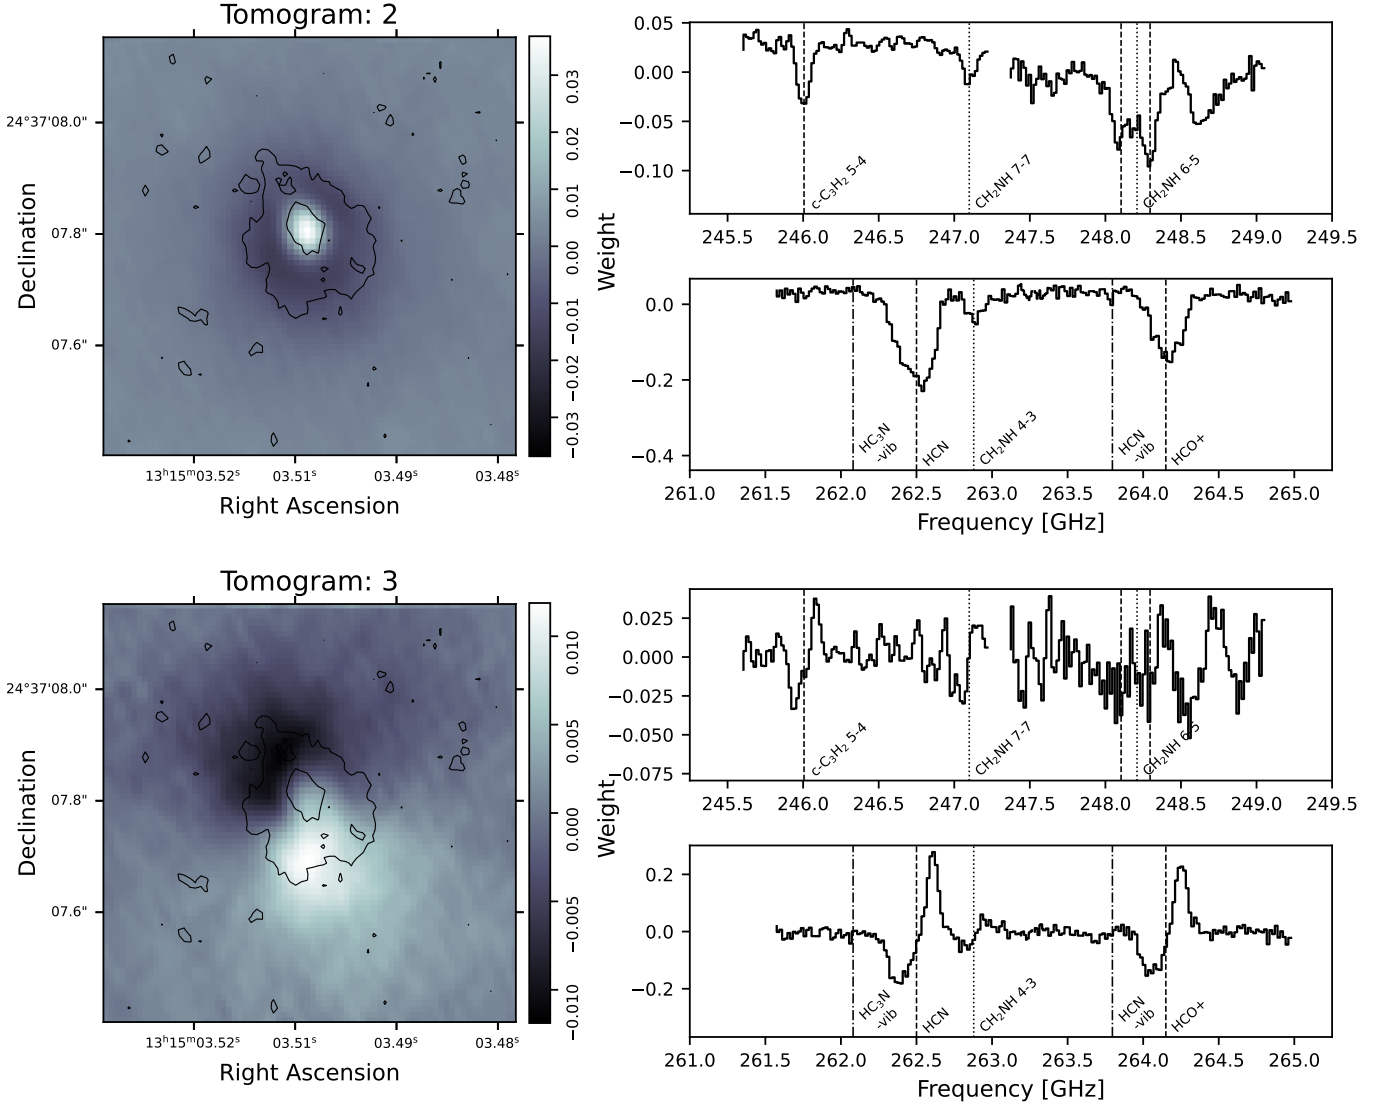 Tomogram: 2
Declination
24°37'08.0"
07.8"
07.6"
13ʰ15ᵐ03.52ˢ 03.51ˢ 03.49ˢ 03.48ˢ
Right Ascension
0.03
0.02
0.01
0.00
−0.01
−0.02
−0.03
Weight
0.05
0.00
−0.05
−0.10
c-C₃H₂ 5-4
CH₂NH 7-7
CH₂NH 6-5
245.5 246.0 246.5 247.0 247.5 248.0 248.5 249.0 249.5
0.0
−0.2
−0.4
HC₃N
-vib
HCN
CH₂NH 4-3
HCN
-vib
HCO+
261.0 261.5 262.0 262.5 263.0 263.5 264.0 264.5 265.0
Frequency [GHz]
Tomogram: 3
Declination
24°37'08.0"
07.8"
07.6"
13ʰ15ᵐ03.52ˢ 03.51ˢ 03.49ˢ 03.48ˢ
Right Ascension
0.010
0.005
0.000
−0.005
−0.010
Weight
0.025
0.000
−0.025
−0.050
−0.075
c-C₃H₂ 5-4
CH₂NH 7-7
CH₂NH 6-5
245.5 246.0 246.5 247.0 247.5 248.0 248.5 249.0 249.5
0.2
0.0
−0.2
HC₃N
-vib
HCN
CH₂NH 4-3
HCN
-vib
HCO+
261.0 261.5 262.0 262.5 263.0 263.5 264.0 264.5 265.0
Frequency [GHz]